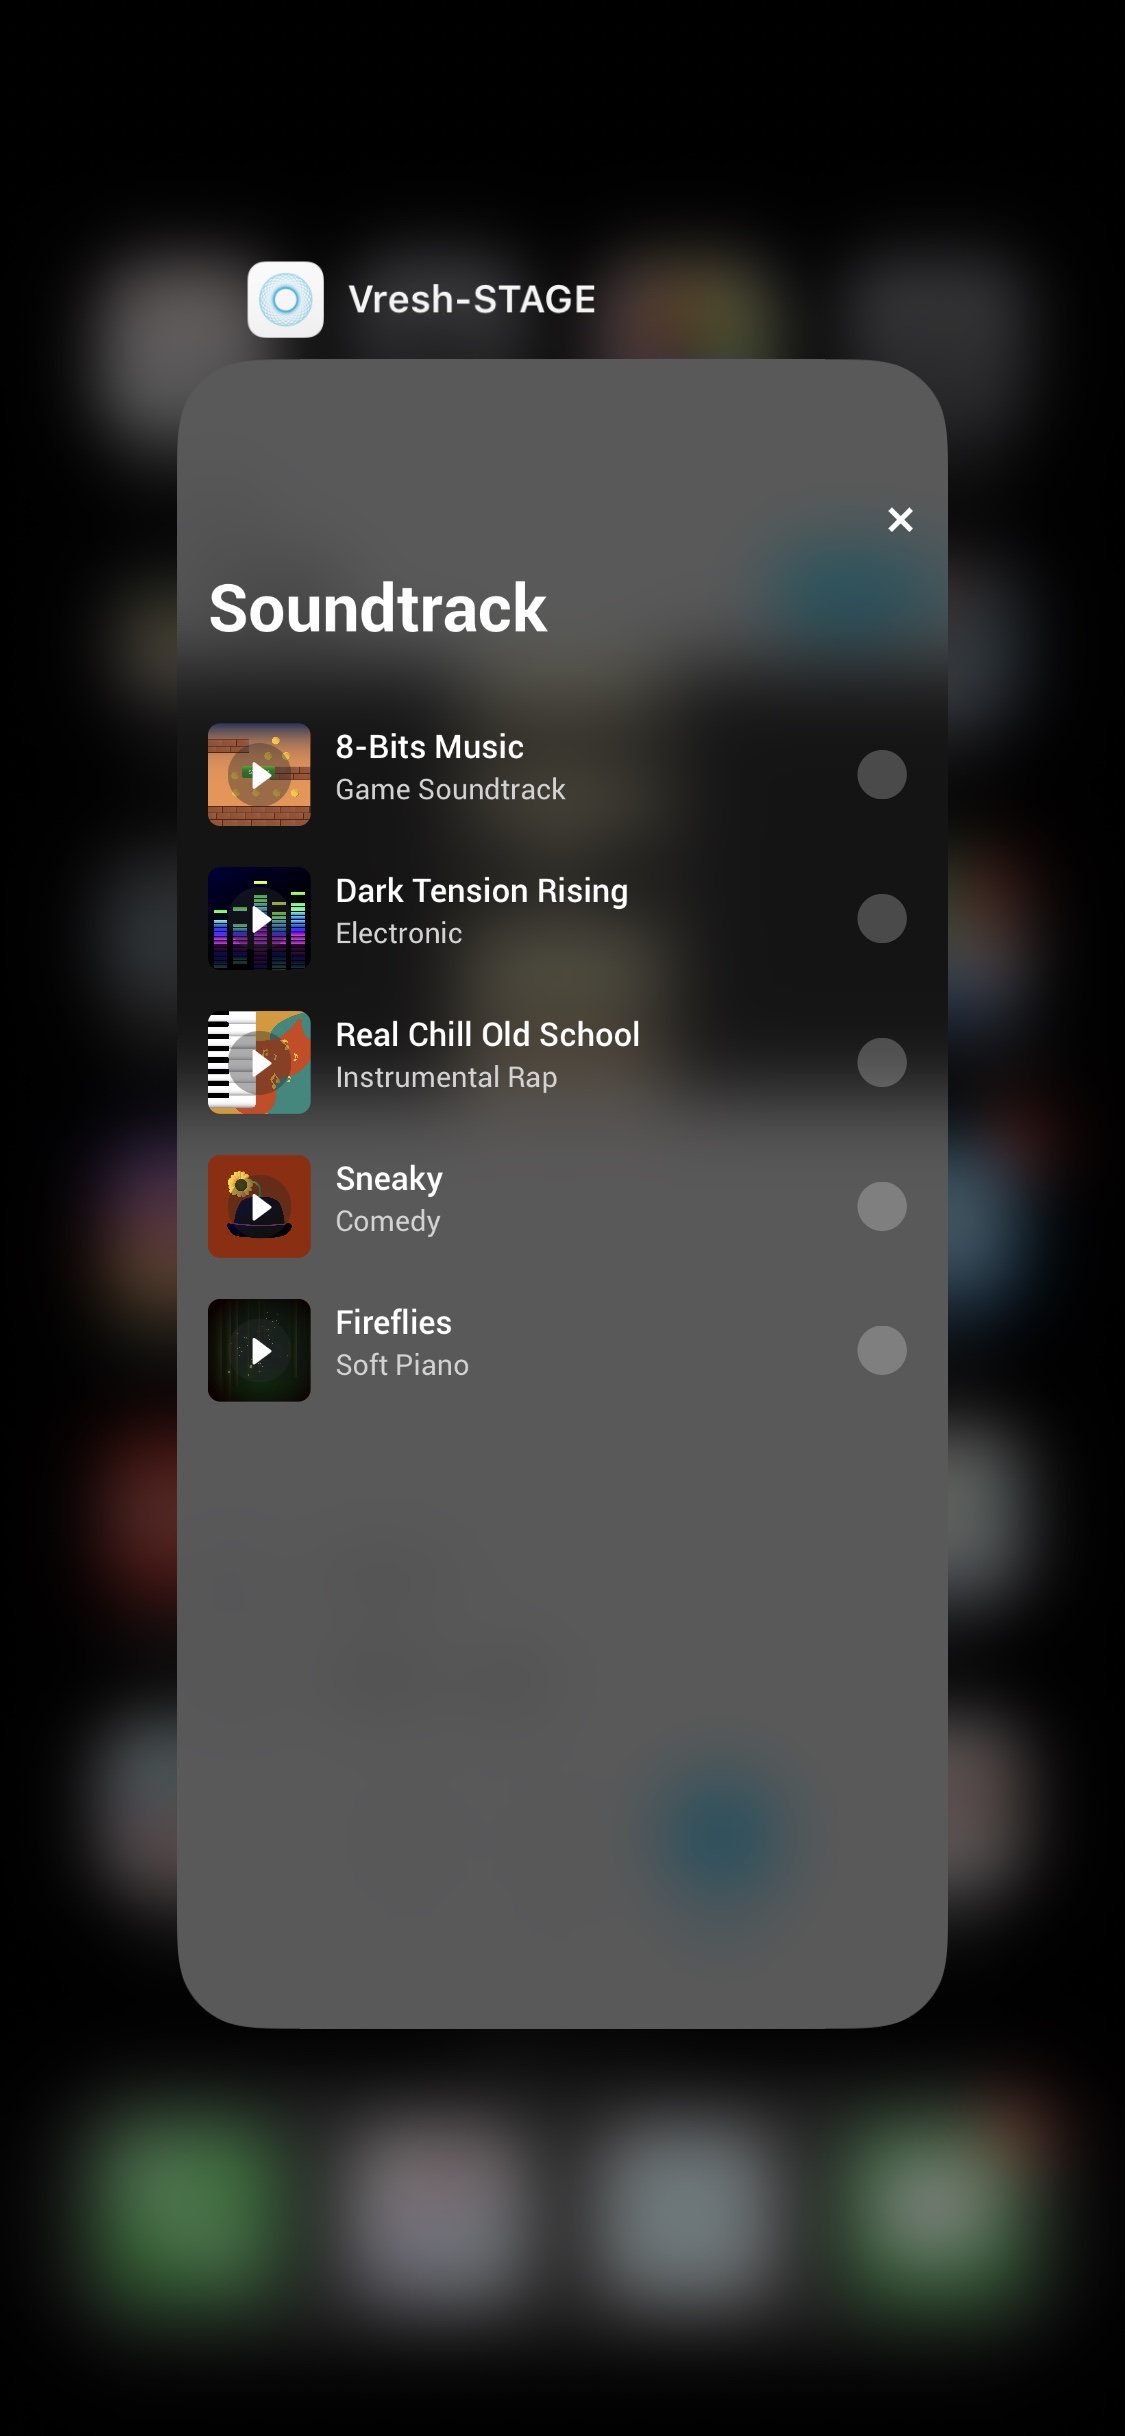 Vresh-STAGE
Soundtrack
8-Bits Music
Game Soundtrack
Dark Tension Rising
Electronic
Real Chill Old School
Instrumental Rap
Sneaky
Comedy
Fireflies
Soft Piano